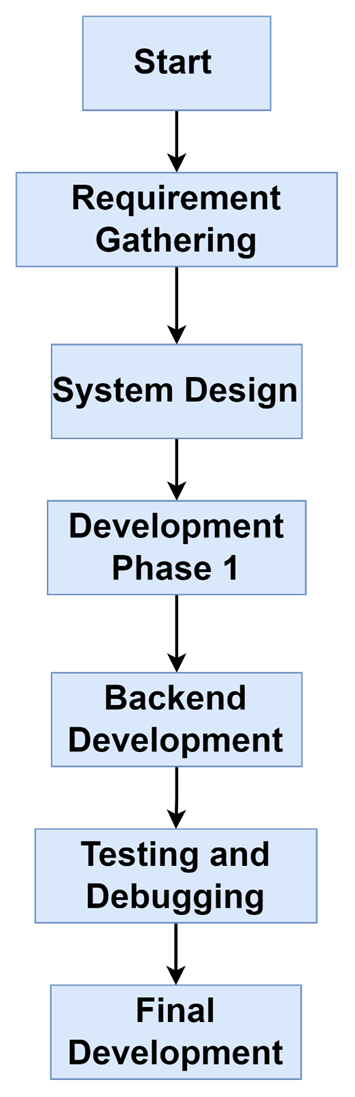 Start
Requirement
Gathering
System Design
Development
Phase 1
Backend
Development
Testing and
Debugging
Final
Development